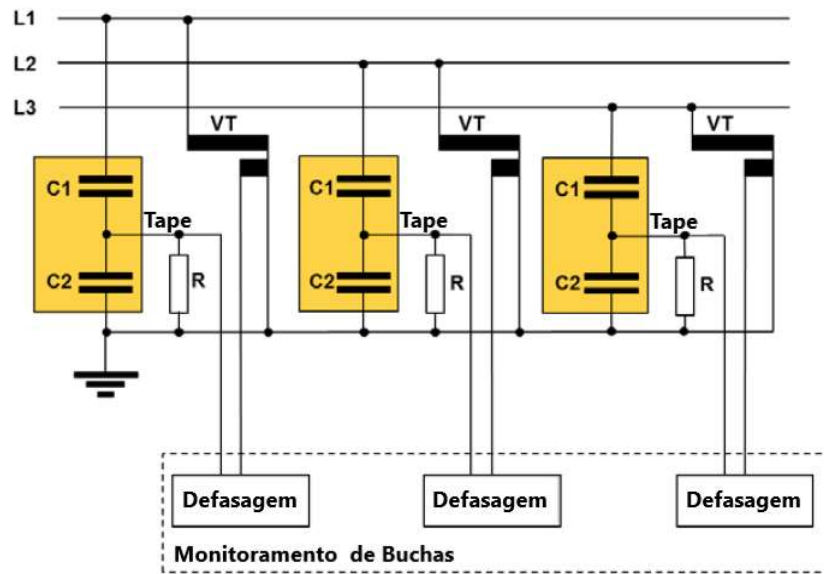 L1
L2
L3
VT
VT
VT
C1
Tape
C2
R
C1
Tape
C2
R
C1
Tape
C2
R
Defasagem
Defasagem
Defasagem
Monitoramento de Buchas